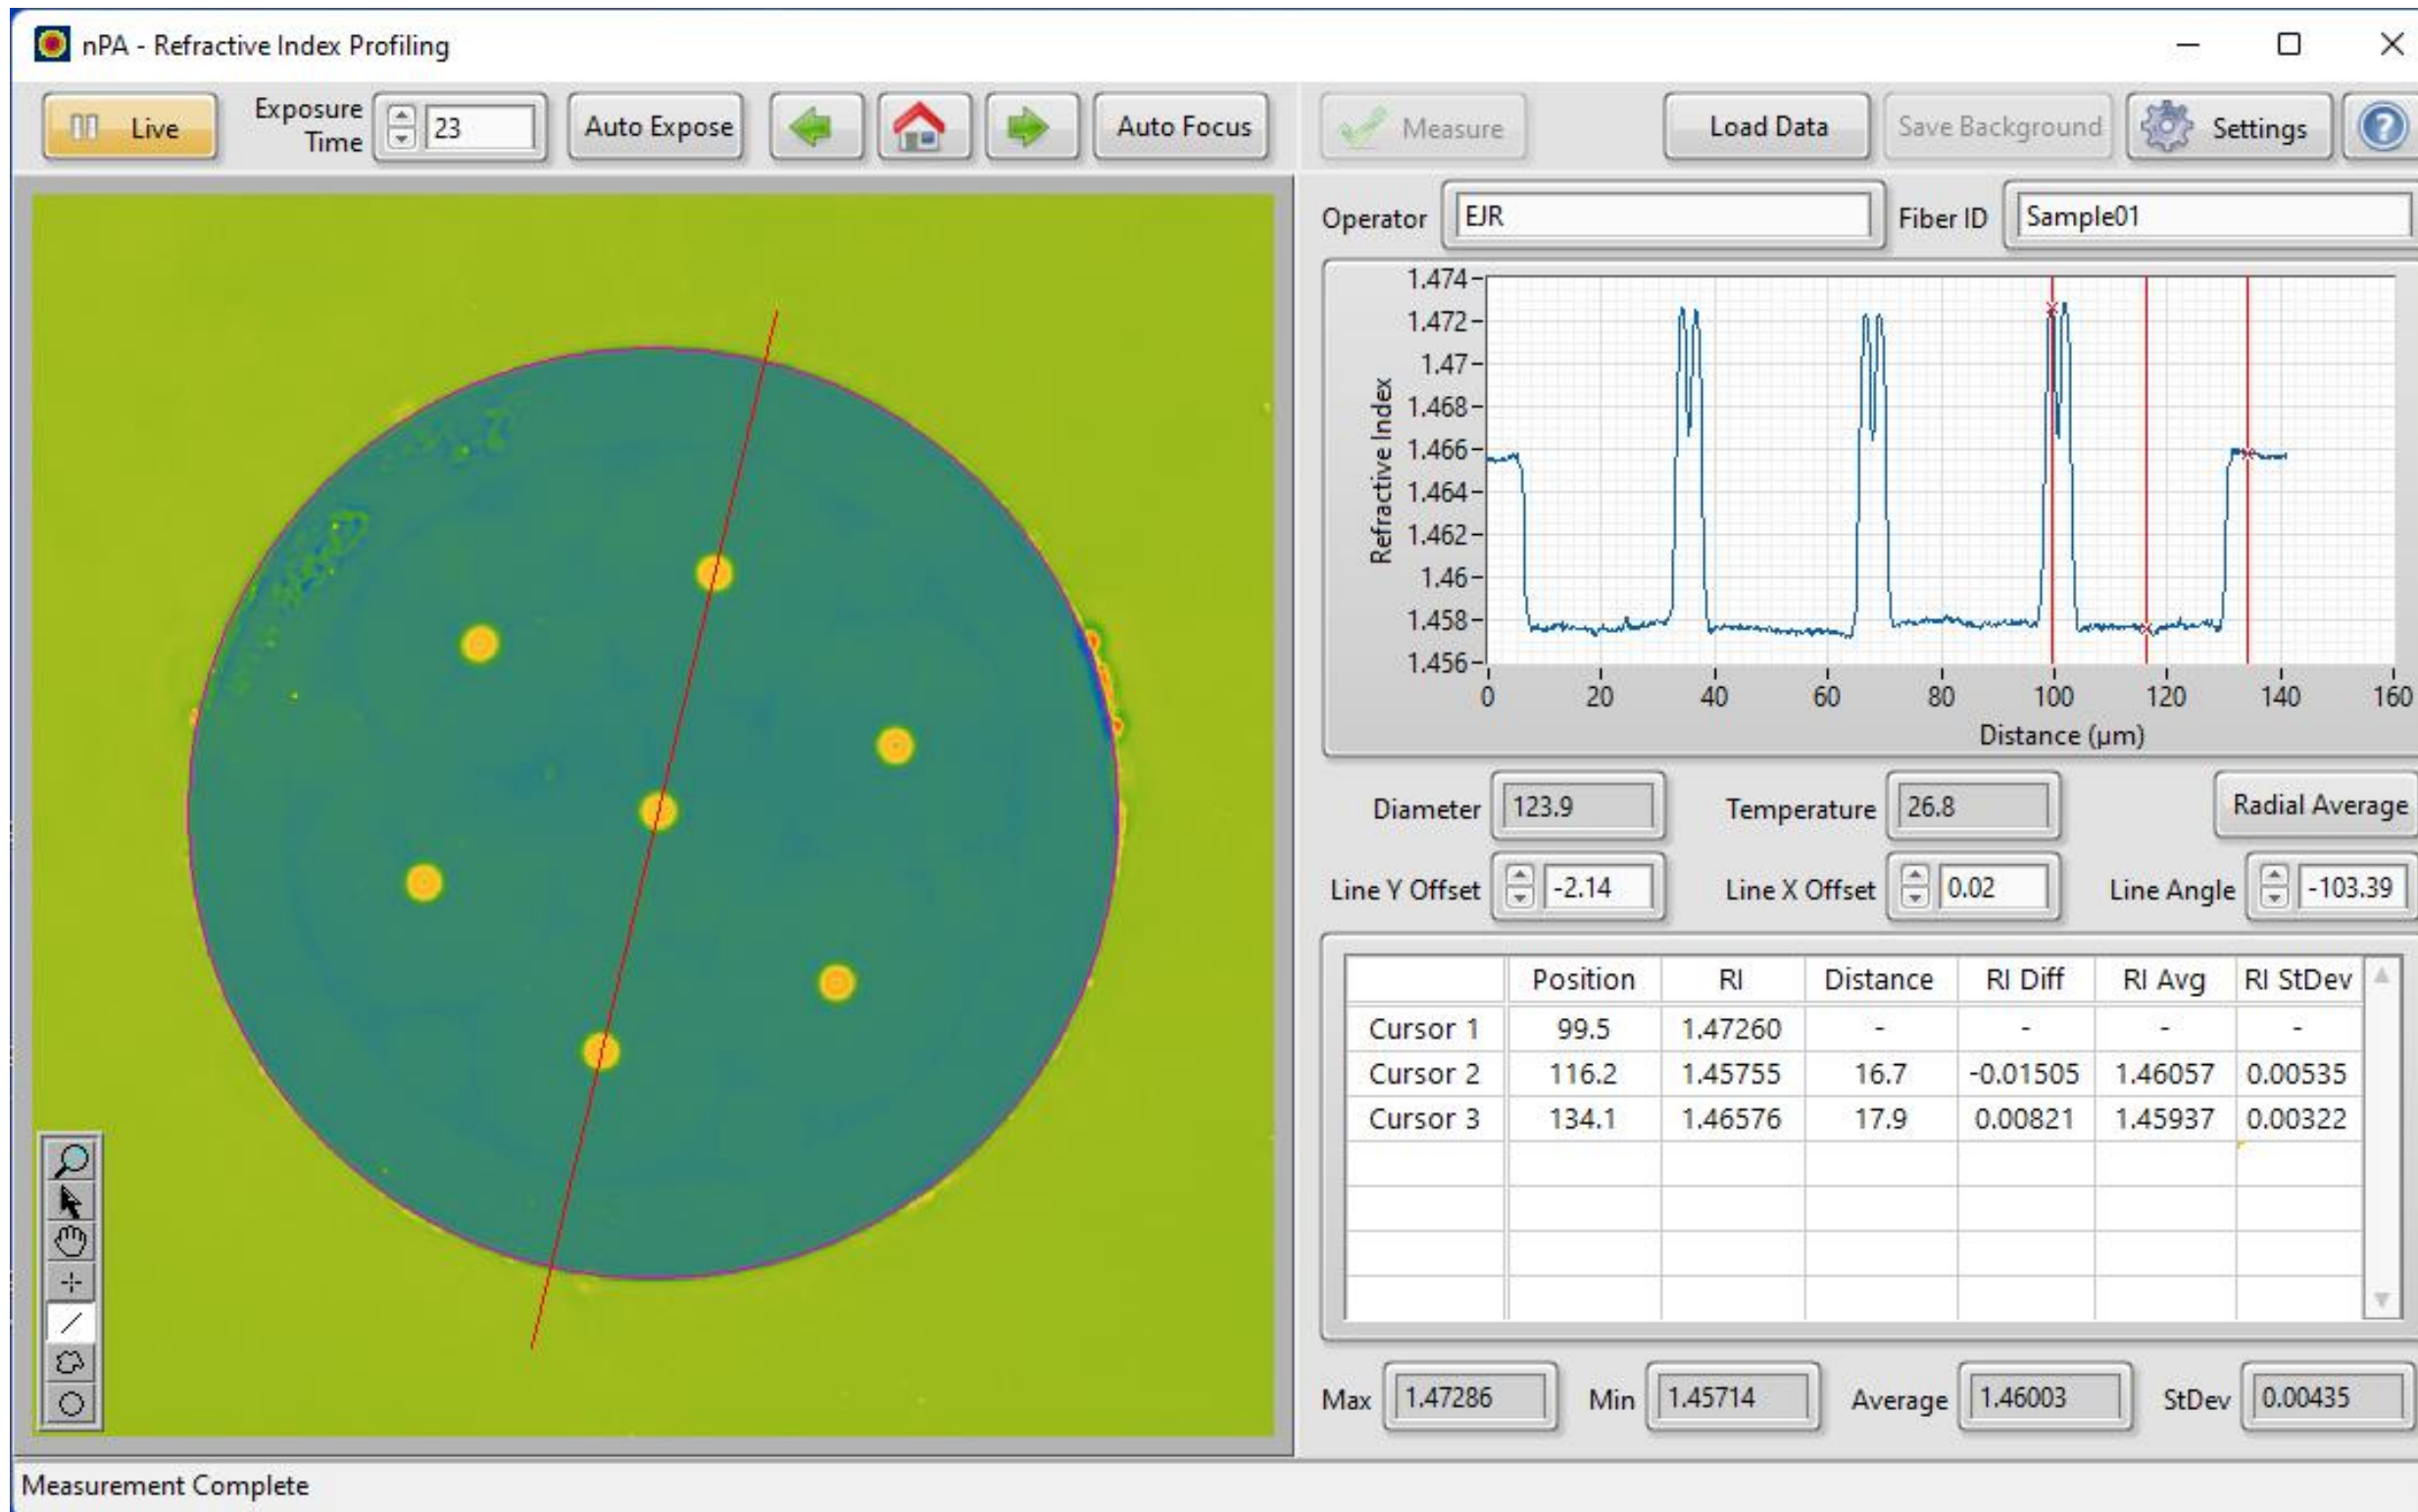 nPA - Refractive Index Profiling
Live
Exposure
Time
23
Auto Expose
Auto Focus
Measure
Load Data
Save Background
Settings
?
Operator
EJR
Fiber ID
Sample01
Refractive Index
1.474
1.472
1.47
1.468
1.466
1.464
1.462
1.46
1.458
1.456
0 20 40 60 80 100 120 140 160
Distance (µm)
Diameter 123.9 Temperature 26.8 Radial Average
Line Y Offset -2.14 Line X Offset 0.02 Line Angle -103.39
Position RI Distance RI Diff RI Avg RI StDev
Cursor 1 99.5 1.47260 - - - -
Cursor 2 116.2 1.45755 16.7 -0.01505 1.46057 0.00535
Cursor 3 134.1 1.46576 17.9 0.00821 1.45937 0.00322
Max 1.47286 Min 1.45714 Average 1.46003 StDev 0.00435
Measurement Complete